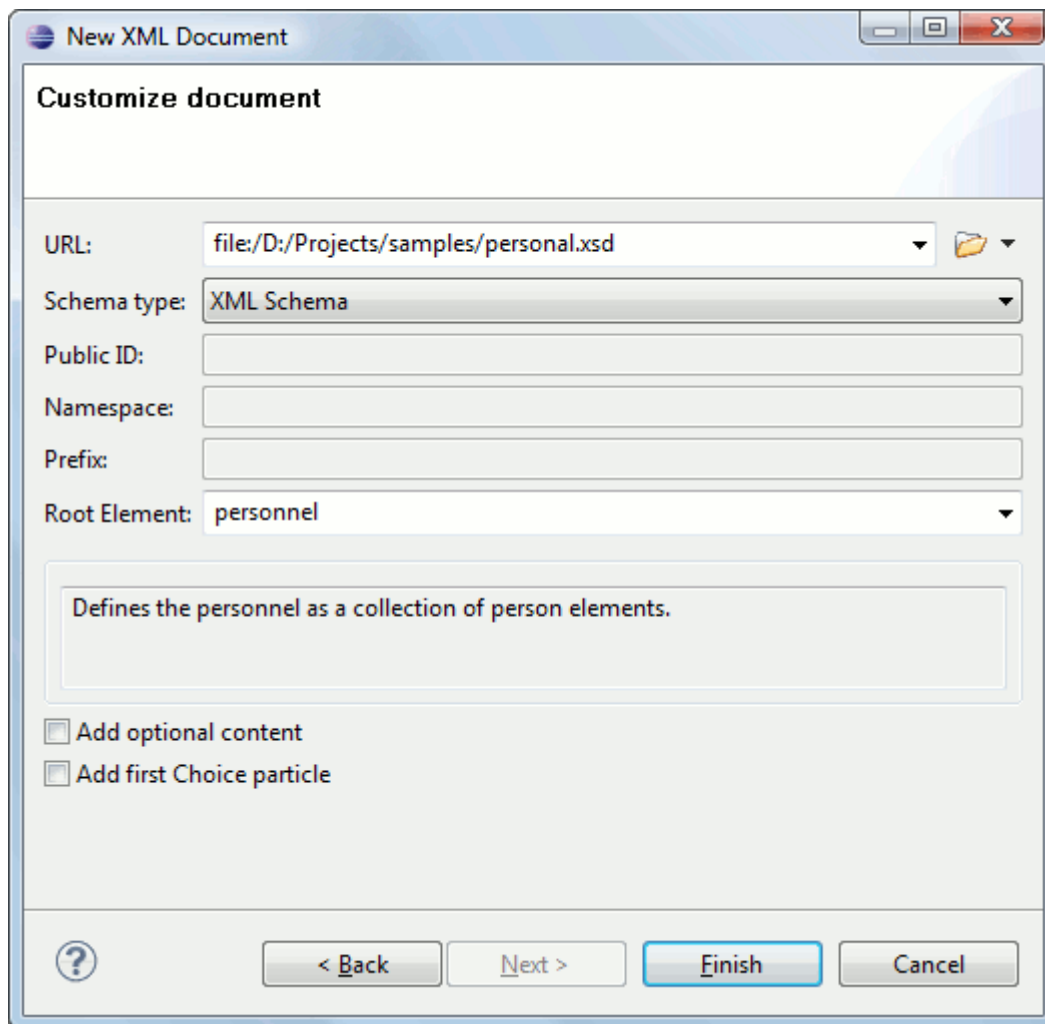 New XML Document
Customize document
URL: file:/D:/Projects/samples/personal.xsd
Schema type: XML Schema
Public ID:
Namespace:
Prefix:
Root Element: personnel
Defines the personnel as a collection of person elements.
Add optional content
Add first Choice particle
? < Back Next > Finish Cancel